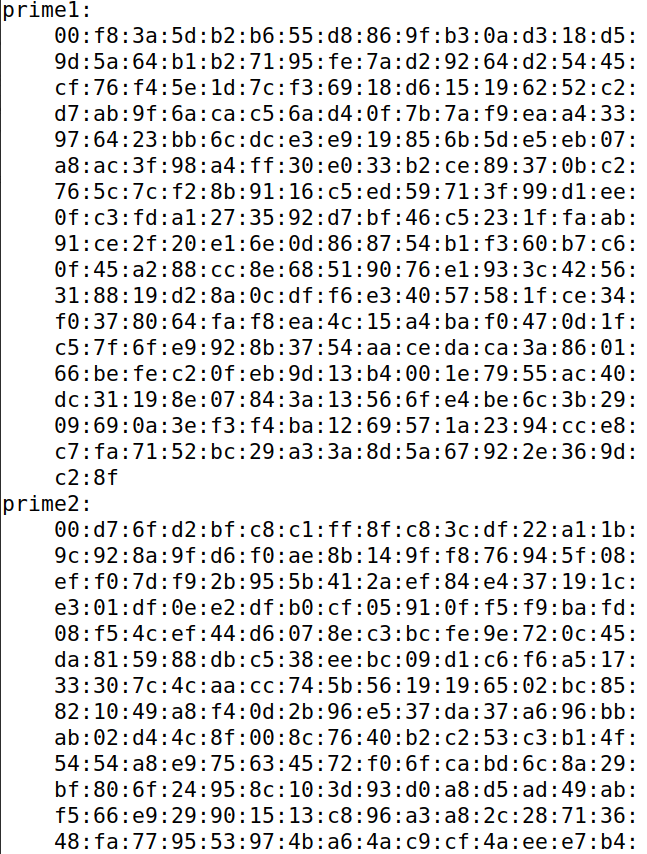 prime1:
00:f8:3a:5d:b2:b6:55:d8:86:9f:b3:0a:d3:18:d5:
9d:5a:64:b1:b2:71:95:fe:7a:d2:92:64:d2:54:45:
cf:76:f4:5e:1d:7c:f3:69:18:d6:15:19:62:52:c2:
d7:ab:9f:6a:ca:c5:6a:d4:0f:7b:7a:f9:ea:a4:33:
97:64:23:bb:6c:dc:e3:e9:19:85:6b:5d:e5:eb:07:
a8:ac:3f:98:a4:ff:30:e0:33:b2:ce:89:37:0b:c2:
76:5c:7c:f2:8b:91:16:c5:ed:59:71:3f:99:d1:ee:
0f:c3:fd:a1:27:35:92:d7:bf:46:c5:23:1f:fa:ab:
91:ce:2f:20:e1:6e:0d:86:87:54:b1:f3:60:b7:c6:
0f:45:a2:88:cc:8e:68:51:90:76:e1:93:3c:42:56:
31:88:19:d2:8a:0c:df:f6:e3:40:57:58:1f:ce:34:
f0:37:80:64:fa:f8:ea:4c:15:a4:ba:f0:47:0d:1f:
c5:7f:6f:e9:92:8b:37:54:aa:ce:da:ca:3a:86:01:
66:be:fe:c2:0f:eb:9d:13:b4:00:1e:79:55:ac:40:
dc:31:19:8e:07:84:3a:13:56:6f:e4:be:6c:3b:29:
09:69:0a:3e:f3:f4:ba:12:69:57:1a:23:94:cc:e8:
c7:fa:71:52:bc:29:a3:3a:8d:5a:67:92:2e:36:9d:
c2:8f
prime2:
00:d7:6f:d2:bf:c8:c1:ff:8f:c8:3c:df:22:a1:1b:
9c:92:8a:9f:d6:f0:ae:8b:14:9f:f8:76:94:5f:08:
ef:f0:7d:f9:2b:95:5b:41:2a:ef:84:e4:37:19:1c:
e3:01:df:0e:e2:df:b0:cf:05:91:0f:f5:f9:ba:fd:
08:f5:4c:ef:44:d6:07:8e:c3:bc:fe:9e:72:0c:45:
da:81:59:88:db:c5:38:ee:bc:09:d1:c6:f6:a5:17:
33:30:7c:4c:aa:cc:74:5b:56:19:19:65:02:bc:85:
82:10:49:a8:f4:0d:2b:96:e5:37:da:37:a6:96:bb:
ab:02:d4:4c:8f:00:8c:76:40:b2:c2:53:c3:b1:4f:
54:54:a8:e9:75:63:45:72:f0:6f:ca:bd:6c:8a:29:
bf:80:6f:24:95:8c:10:3d:93:d0:a8:d5:ad:49:ab:
f5:66:e9:29:90:15:13:c8:96:a3:a8:2c:28:71:36:
48:fa:77:95:53:97:4b:a6:4a:c9:cf:4a:ee:e7:b4: